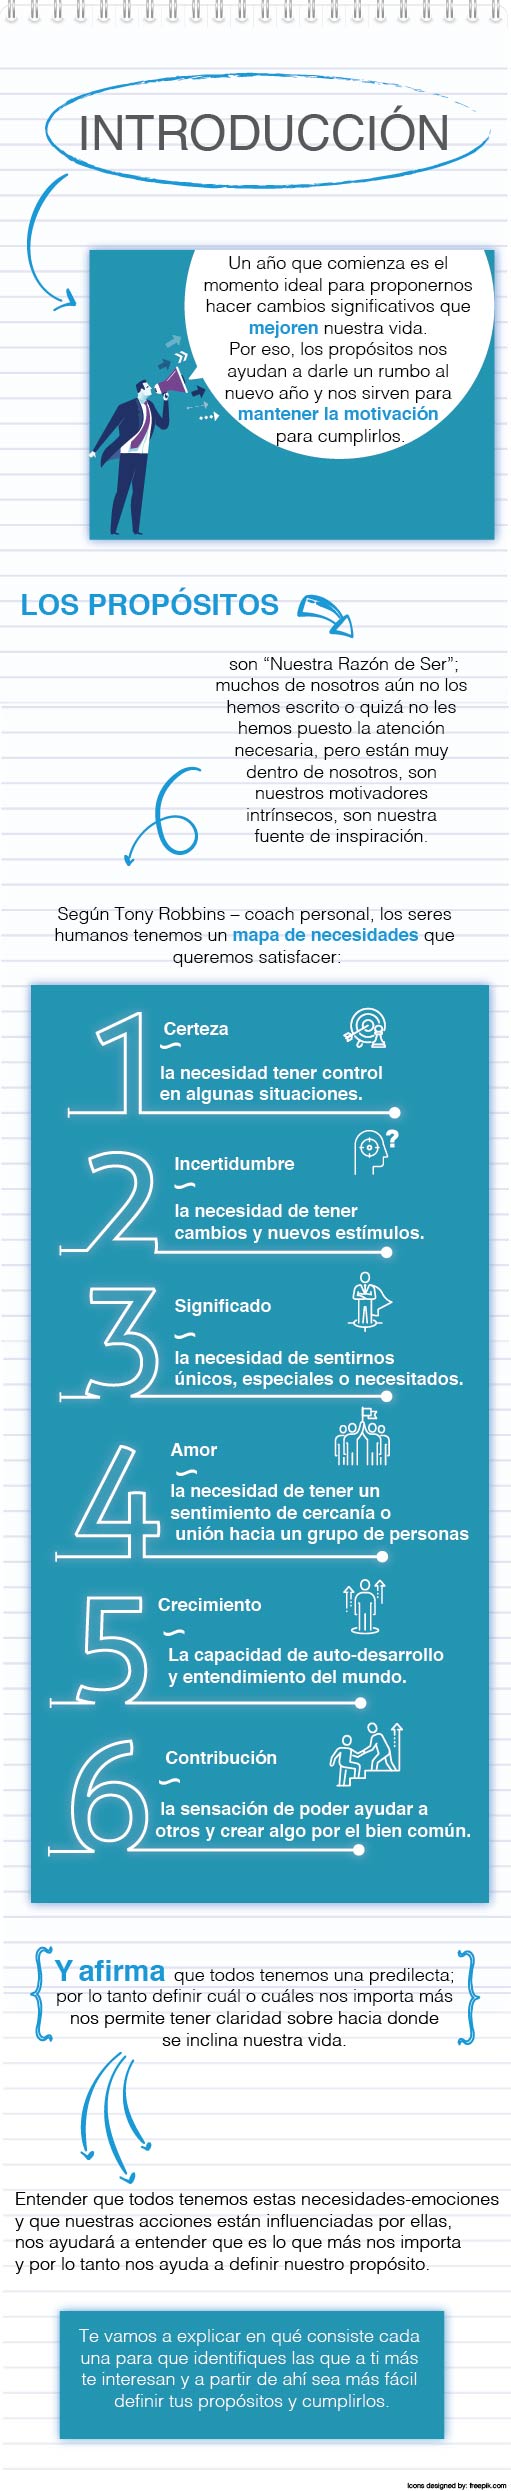 INTRODUCCIÓN
Un año que comienza es el
momento ideal para proponernos
hacer cambios significativos que
mejoren nuestra vida.
Por eso, los propósitos nos
ayudan a darle un rumbo al
nuevo año y nos sirven para
mantener la motivación
para cumplirlos.
LOS PROPÓSITOS
son “Nuestra Razón de Ser”;
muchos de nosotros aún no los
hemos escrito o quizá no les
hemos puesto la atención
necesaria, pero están muy
dentro de nosotros, son
nuestros motivadores
intrínsecos, son nuestra
fuente de inspiración.
Según Tony Robbins – coach personal, los seres
humanos tenemos un mapa de necesidades que
queremos satisfacer:
1 Certeza
la necesidad tener control
en algunas situaciones.
2 Incertidumbre
?
la necesidad de tener
cambios y nuevos estímulos.
3 Significado
la necesidad de sentirnos
únicos, especiales o necesitados.
4 Amor
la necesidad de tener un
sentimiento de cercanía o
unión hacia un grupo de personas
5 Crecimiento
La capacidad de auto-desarrollo
y entendimiento del mundo.
6 Contribución
la sensación de poder ayudar a
otros y crear algo por el bien común.
Y afirma que todos tenemos una predilecta;
por lo tanto definir cuál o cuáles nos importa más
nos permite tener claridad sobre hacia donde
se inclina nuestra vida.
Entender que todos tenemos estas necesidades-emociones
y que nuestras acciones están influenciadas por ellas,
nos ayudará a entender que es lo que más nos importa
y por lo tanto nos ayuda a definir nuestro propósito.
Te vamos a explicar en qué consiste cada
una para que identifiques las que a ti más
te interesan y a partir de ahí sea más fácil
definir tus propósitos y cumplirlos.
Icons designed by: freepik.com